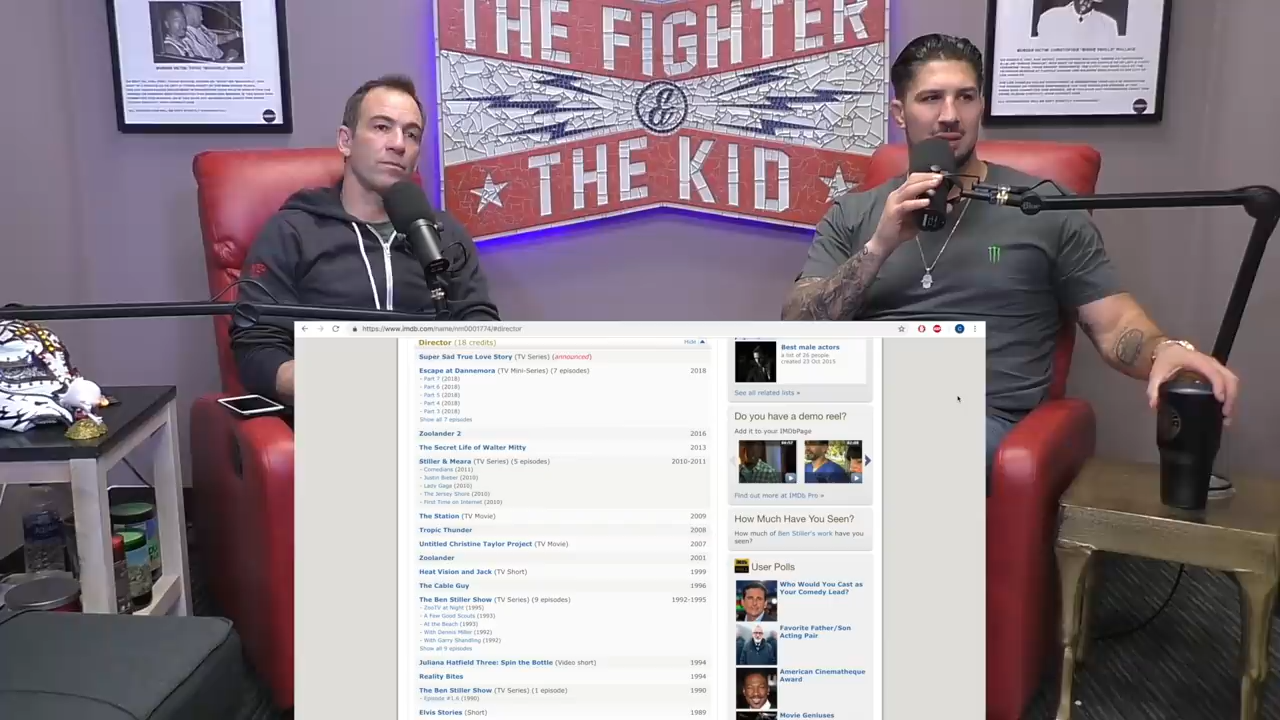 THE FIGHTER
&
THE KID
https://www.imdb.com/name/nm0001774/#director
Director (18 credits)
Hide
Super Sad True Love Story (TV Series) (announced)
Escape at Dannemora (TV Mini-Series) (7 episodes) 2018
- Part 7 (2018)
- Part 6 (2018)
- Part 5 (2018)
- Part 4 (2018)
- Part 3 (2018)
Show all 7 episodes
Zoolander 2 2016
The Secret Life of Walter Mitty 2013
Stiller & Meara (TV Series) (5 episodes) 2010-2011
- Comedians (2011)
- Justin Bieber (2010)
- Lady Gaga (2010)
- The Jersey Shore (2010)
- First Time on Internet (2010)
The Station (TV Movie) 2009
Tropic Thunder 2008
Untitled Christine Taylor Project (TV Movie) 2007
Zoolander 2001
Heat Vision and Jack (TV Short) 1999
The Cable Guy 1996
The Ben Stiller Show (TV Series) (9 episodes) 1992-1995
- ZooTV at Night (1995)
- A Few Good Scouts (1993)
- At the Beach (1993)
- With Dennis Miller (1992)
- With Garry Shandling (1992)
Show all 9 episodes
Juliana Hatfield Three: Spin the Bottle (Video short) 1994
Reality Bites 1994
The Ben Stiller Show (TV Series) (1 episode) 1990
- Episode #1.6 (1990)
Elvis Stories (Short) 1989
Best male actors
a list of 26 people
created 23 Oct 2015
See all related lists »
Do you have a demo reel?
Add it to your IMDbPage
Find out more at IMDb Pro »
How Much Have You Seen?
How much of Ben Stiller's work have you
seen?
User Polls
Who Would You Cast as
Your Comedy Lead?
Favorite Father/Son
Acting Pair
American Cinematheque
Award
Movie Geniuses